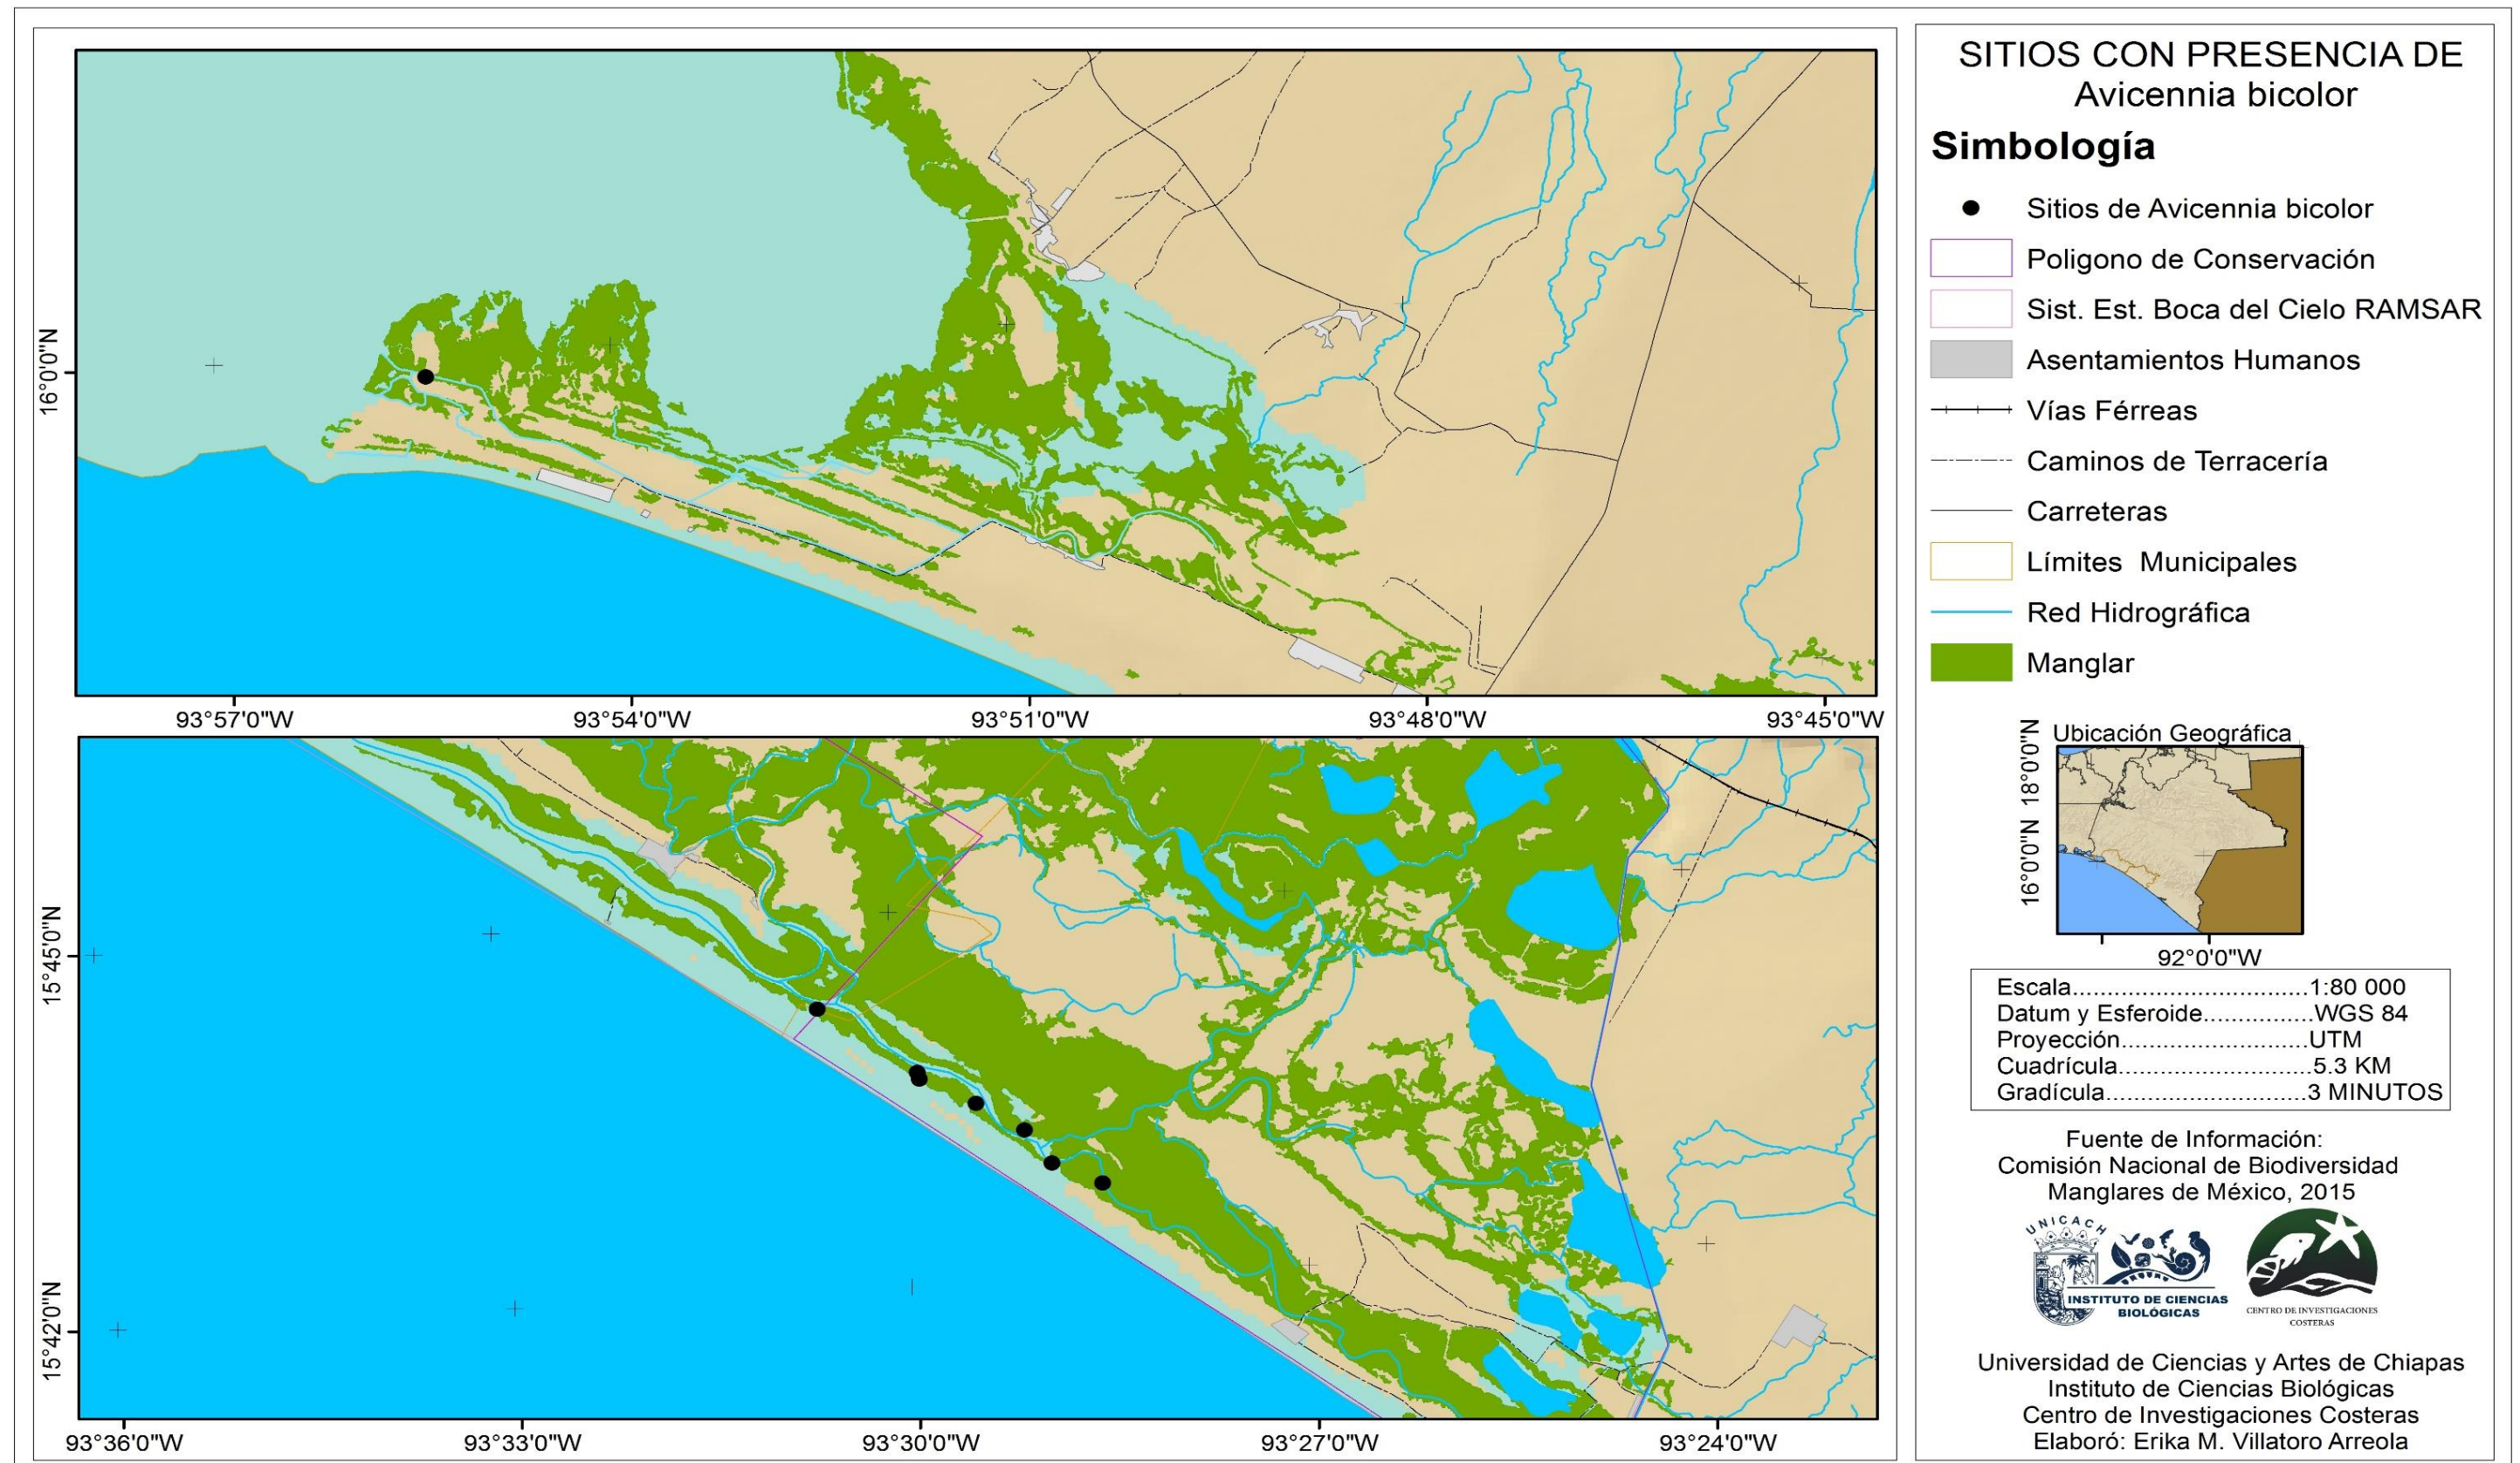 16°0'0"N
93°57'0"W
93°54'0"W
93°51'0"W
93°48'0"W
93°45'0"W
15°45'0"N
15°42'0"N
93°36'0"W
93°33'0"W
93°30'0"W
93°27'0"W
93°24'0"W
SITIOS CON PRESENCIA DE
Avicennia bicolor
Simbología
Sitios de Avicennia bicolor
Poligono de Conservación
Sist. Est. Boca del Cielo RAMSAR
Asentamientos Humanos
Vías Férreas
Caminos de Terracería
Carreteras
Límites Municipales
Red Hidrográfica
Manglar
Ubicación Geográfica
18°0'0"N
16°0'0"N
92°0'0"W
Escala................................1:80 000
Datum y Esferoide...............WGS 84
Proyección.........................UTM
Cuadrícula..........................5.3 KM
Gradícula...........................3 MINUTOS
Fuente de Información:
Comisión Nacional de Biodiversidad
Manglares de México, 2015
UNICACH
INSTITUTO DE CIENCIAS
BIOLÓGICAS
CENTRO DE INVESTIGACIONES
COSTERAS
Universidad de Ciencias y Artes de Chiapas
Instituto de Ciencias Biológicas
Centro de Investigaciones Costeras
Elaboró: Erika M. Villatoro Arreola